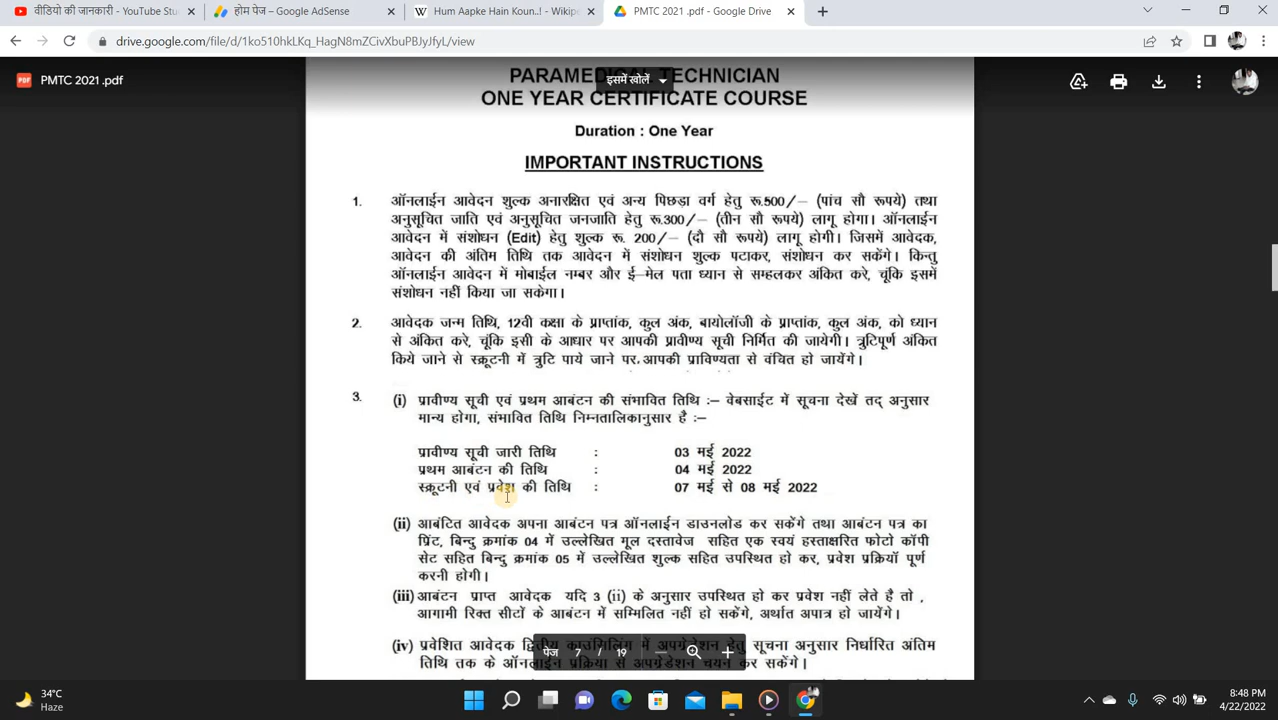 वीडियो की जानकारी - YouTube Stu
होम पेज – Google AdSense
Hum Aapke Hain Koun..! - Wikipe
PMTC 2021 .pdf - Google Drive
drive.google.com/file/d/1ko510hkLKq_HagN8mZCivXbuPBJyJfyL/view
PDF PMTC 2021 .pdf
इसमें खोलें
PARAMEDICAL TECHNICIAN
ONE YEAR CERTIFICATE COURSE
Duration : One Year
IMPORTANT INSTRUCTIONS
1. ऑनलाईन आवेदन शुल्क अनारक्षित एवं अन्य पिछड़ा वर्ग हेतु रू.500/– (पांच सौ रूपये) तथा
अनुसूचित जाति एवं अनुसूचित जनजाति हेतु रू.300/– (तीन सौ रूपये) लागू होगा। ऑनलाईन
आवेदन में संशोधन (Edit) हेतु शुल्क रू. 200/– (दौ सौ रूपये) लागू होगी। जिसमें आवेदक,
आवेदन की अंतिम तिथि तक आवेदन में संशोधन शुल्क पटाकर, संशोधन कर सकेंगे। किन्तु
ऑनलाईन आवेदन में मोबाईल नम्बर और ई–मेल पता ध्यान से सम्हलकर अंकित करे, चूंकि इसमें
संशोधन नहीं किया जा सकेगा।
2. आवेदक जन्म तिथि, 12वी कक्षा के प्राप्तांक, कुल अंक, बायोलॉजी के प्राप्तांक, कुल अंक, को ध्यान
से अंकित करे, चूंकि इसी के आधार पर आपकी प्रावीण्य सूची निर्मित की जायेगी। त्रुटिपूर्ण अंकित
किये जाने से स्क्रूटनी में त्रुटि पाये जाने पर, आपकी प्राविण्यता से वंचित हो जायेंगे।
3. (i) प्रावीण्य सूची एवं प्रथम आबंटन की संभावित तिथि :– वेबसाईट में सूचना देखें तद् अनुसार
मान्य होगा, संभावित तिथि निम्नतालिकानुसार है :–
प्रावीण्य सूची जारी तिथि : 03 मई 2022
प्रथम आबंटन की तिथि : 04 मई 2022
स्क्रूटनी एवं प्रवेश की तिथि : 07 मई से 08 मई 2022
(ii) आबंटित आवेदक अपना आबंटन पत्र ऑनलाईन डाउनलोड कर सकेंगे तथा आबंटन पत्र का
प्रिंट, बिन्दु क्रमांक 04 में उल्लेखित मूल दस्तावेज सहित एक स्वयं हस्ताक्षरित फोटो कॉपी
सेट सहित बिन्दु क्रमांक 05 में उल्लेखित शुल्क सहित उपस्थित हो कर, प्रवेश प्रक्रियॉ पूर्ण
करनी होगी।
(iii) आबंटन प्राप्त आवेदक यदि 3 (ii) के अनुसार उपस्थित हो कर प्रवेश नहीं लेते है तो ,
आगामी रिक्त सीटों के आबंटन में सम्मिलित नहीं हो सकेंगे, अर्थात अपात्र हो जायेंगे।
(iv) प्रवेशित आवेदक द्वितीय काउंसिलिंग में अपग्रेडेशन हेतु सूचना अनुसार निर्धारित अंतिम
तिथि तक के ऑनलाईन प्रक्रिया से अपग्रेडेशन चयन कर सकेंगे।
पेज 7 / 19
34°C
Haze
8:48 PM
4/22/2022